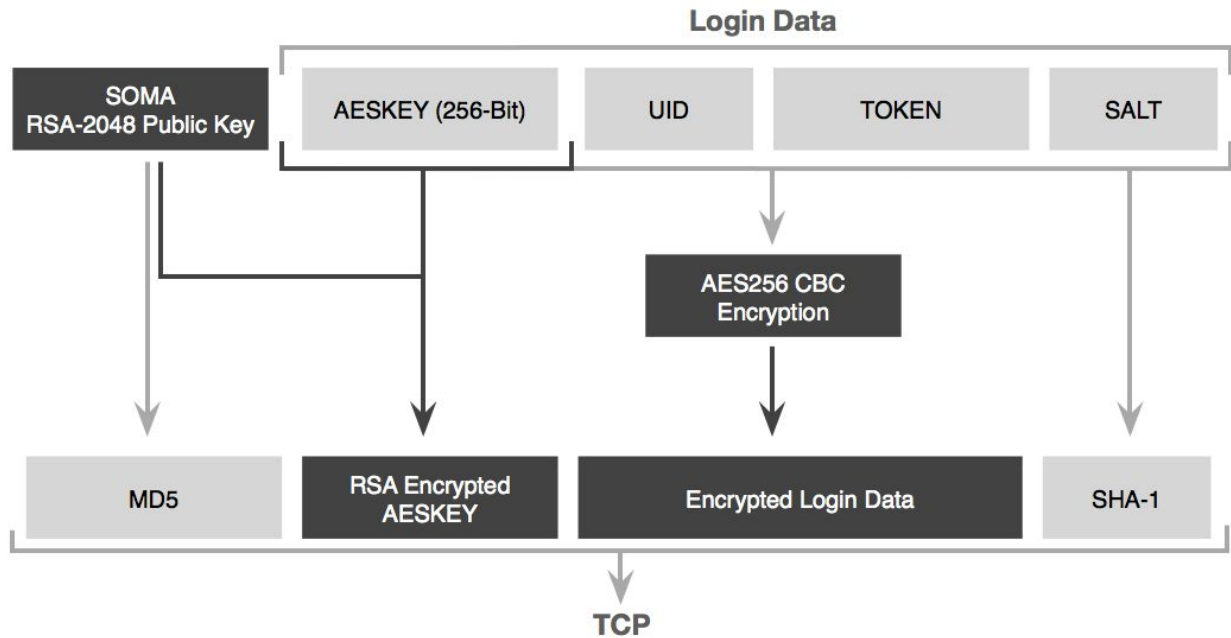 Login Data
SOMA
RSA-2048 Public Key
AESKEY (256-Bit)
UID
TOKEN
SALT
AES256 CBC
Encryption
MD5
RSA Encrypted
AESKEY
Encrypted Login Data
SHA-1
TCP